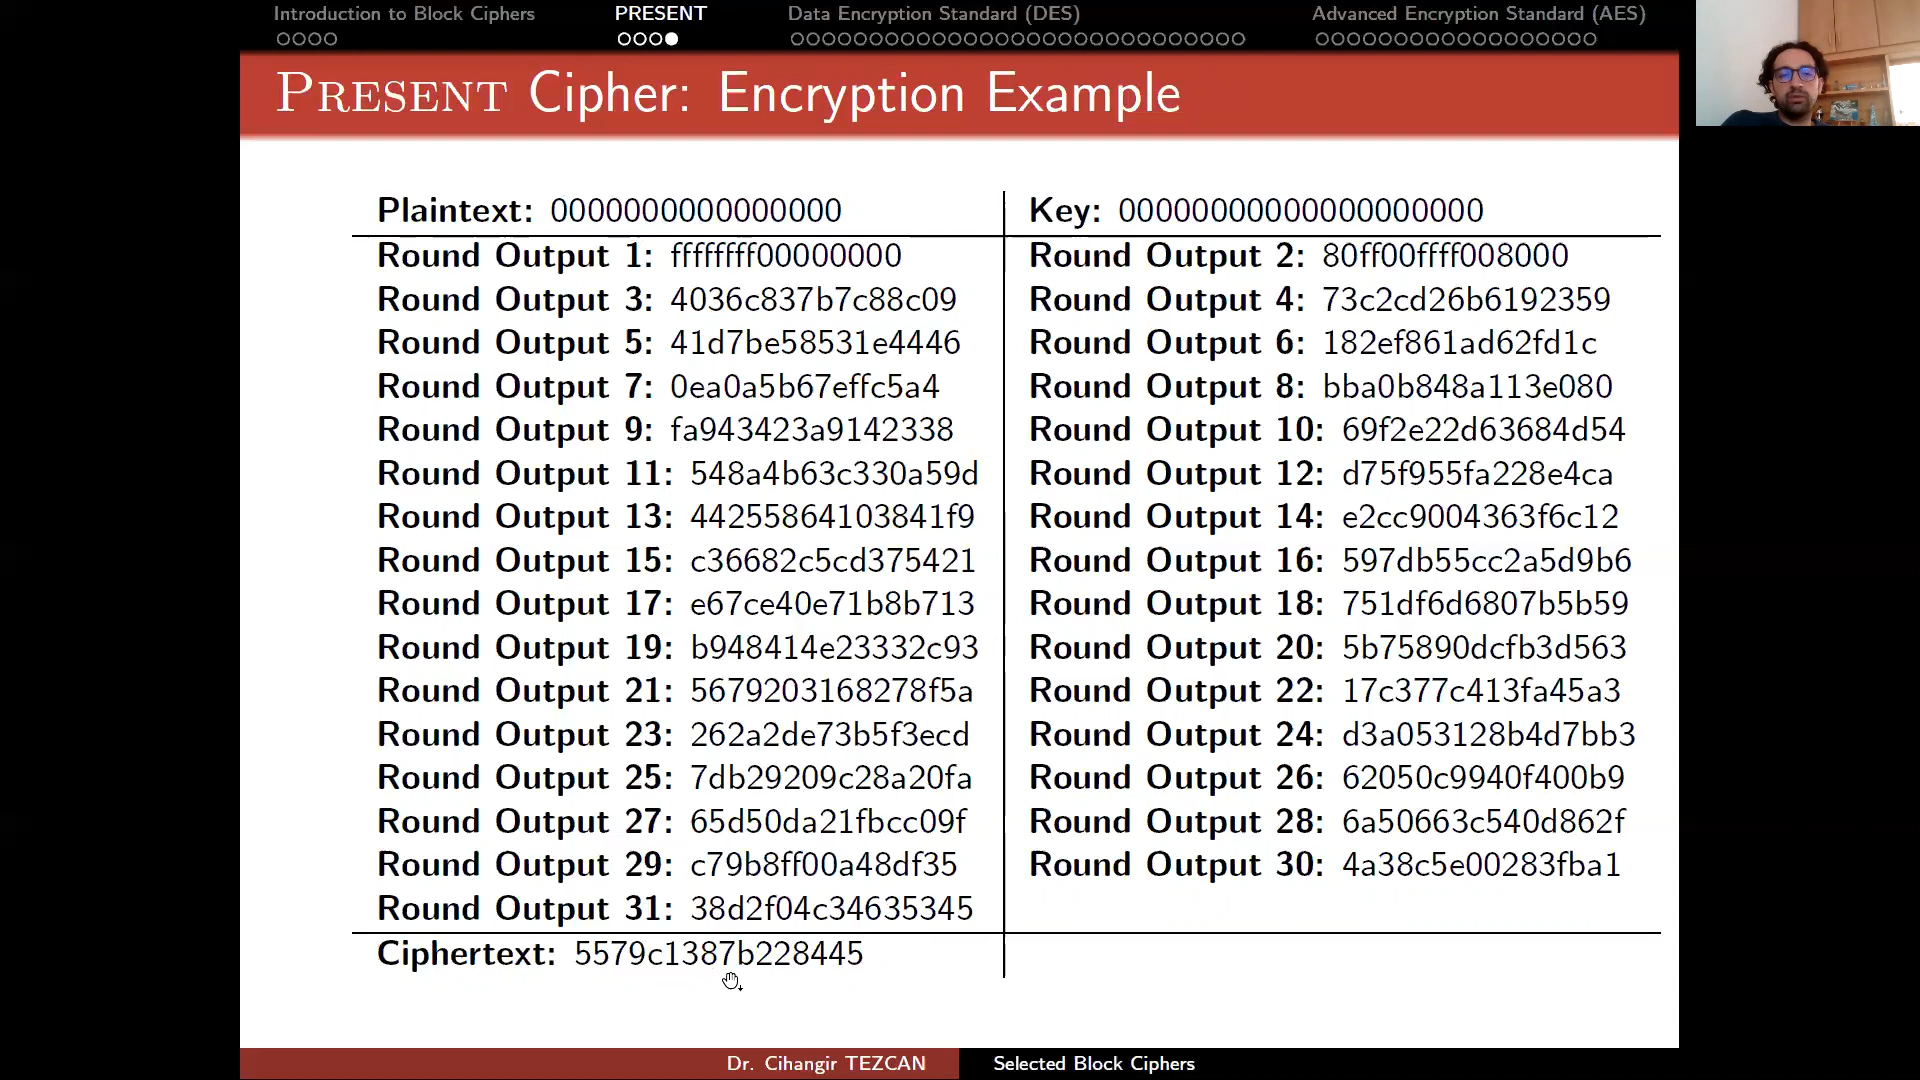 Introduction to Block Ciphers PRESENT Data Encryption Standard (DES) Advanced Encryption Standard (AES)
PRESENT Cipher: Encryption Example
Plaintext: 0000000000000000 Key: 00000000000000000000
Round Output 1: ffffffff00000000 Round Output 2: 80ff00ffff008000
Round Output 3: 4036c837b7c88c09 Round Output 4: 73c2cd26b6192359
Round Output 5: 41d7be58531e4446 Round Output 6: 182ef861ad62fd1c
Round Output 7: 0ea0a5b67effc5a4 Round Output 8: bba0b848a113e080
Round Output 9: fa943423a9142338 Round Output 10: 69f2e22d63684d54
Round Output 11: 548a4b63c330a59d Round Output 12: d75f955fa228e4ca
Round Output 13: 44255864103841f9 Round Output 14: e2cc9004363f6c12
Round Output 15: c36682c5cd375421 Round Output 16: 597db55cc2a5d9b6
Round Output 17: e67ce40e71b8b713 Round Output 18: 751df6d6807b5b59
Round Output 19: b948414e23332c93 Round Output 20: 5b75890dcfb3d563
Round Output 21: 5679203168278f5a Round Output 22: 17c377c413fa45a3
Round Output 23: 262a2de73b5f3ecd Round Output 24: d3a053128b4d7bb3
Round Output 25: 7db29209c28a20fa Round Output 26: 62050c9940f400b9
Round Output 27: 65d50da21fbcc09f Round Output 28: 6a50663c540d862f
Round Output 29: c79b8ff00a48df35 Round Output 30: 4a38c5e00283fba1
Round Output 31: 38d2f04c34635345
Ciphertext: 5579c1387b228445
Dr. Cihangir TEZCAN Selected Block Ciphers